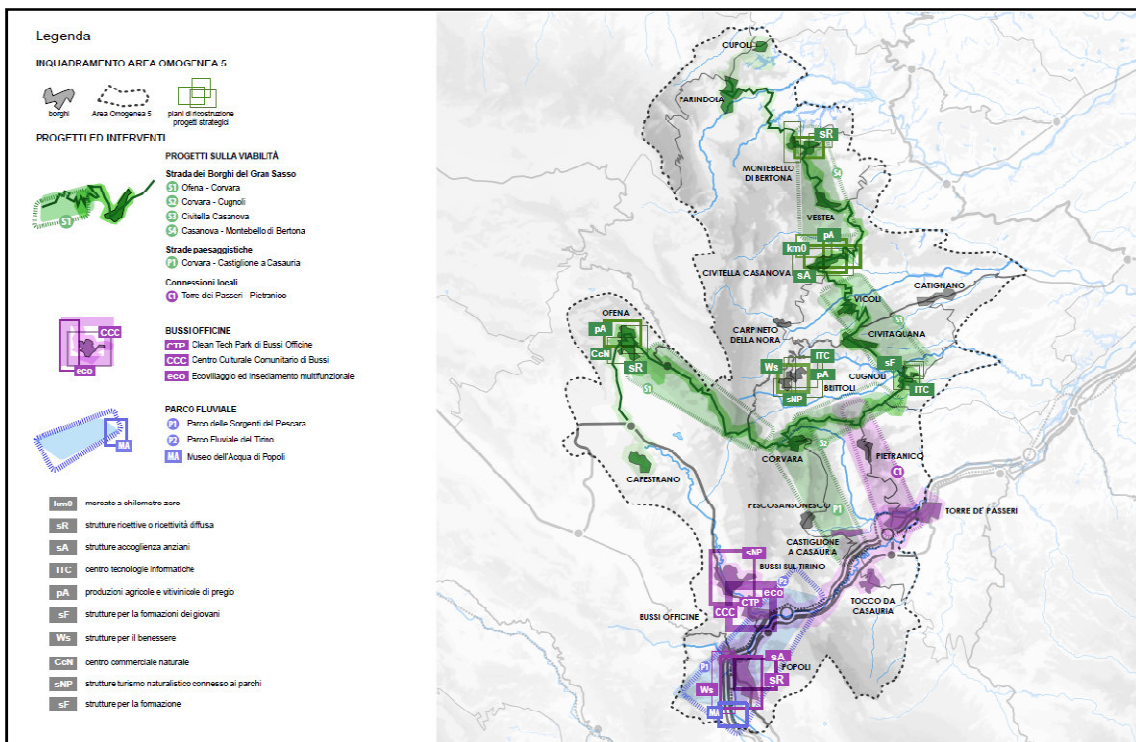 Legenda
INQUADRAMENTO AREA OMOGENEA 5
borghi
Area Omogenea 5
piani di ricostruzione
progetti strategici
PROGETTI ED INTERVENTI
PROGETTI SULLA VIABILITÀ
Strada dei Borghi del Gran Sasso
S1 Ofena - Corvara
S2 Corvara - Cugnoli
S3 Civitella Casanova
S4 Casanova - Montebello di Bertona
Strade paesaggistiche
P1 Corvara - Castiglione a Casauria
Connessioni locali
C1 Torre dei Passeri - Pietranico
S1
BUSSI OFFICINE
CTP Clean Tech Park di Bussi Officine
CCC Centro Culturale Comunitario di Bussi
eco Ecovillaggio ed insediamento multifunzionale
CCC
eco
PARCO FLUVIALE
P1 Parco delle Sorgenti del Pescara
P2 Parco Fluviale del Tirino
MA Museo dell'Acqua di Popoli
MA
km0 mercato a chilometro zero
sR strutture ricettive o ricettività diffusa
sA strutture accoglienza anziani
ITC centro tecnologie informatiche
pA produzioni agricole e vitivinicole di pregio
sF strutture per la formazioni dei giovani
Ws strutture per il benessere
CcN centro commerciale naturale
sNP strutture turismo naturalistico connesso ai parchi
sF strutture per la formazione
CUPOLI
FARINDOLA
sR
MONTEBELLO
DI BERTONA
S4
VESTEA
pA
km0
CIVITELLA CASANOVA
sA
CATIGNANO
VICOLI
S3
OFENA
pA
CcN
sR
CARPINETO
DELLA NORA
CIVITAQUANA
ITC
sF
Ws
pA
CUGNOLI
BRITTOLI
ITC
sNP
S1
S2
CORVARA
PIETRANICO
C1
CAPESTRANO
PESCOSANSONESCO
P1
TORRE DE' PASSERI
CASTIGLIONE
A CASAURIA
sNP
BUSSI SUL TIRINO
P2
eco
CTP
CCC
TOCCO DA
CASAURIA
BUSSI OFFICINE
sA
POPOLI
P1
sR
Ws
MA